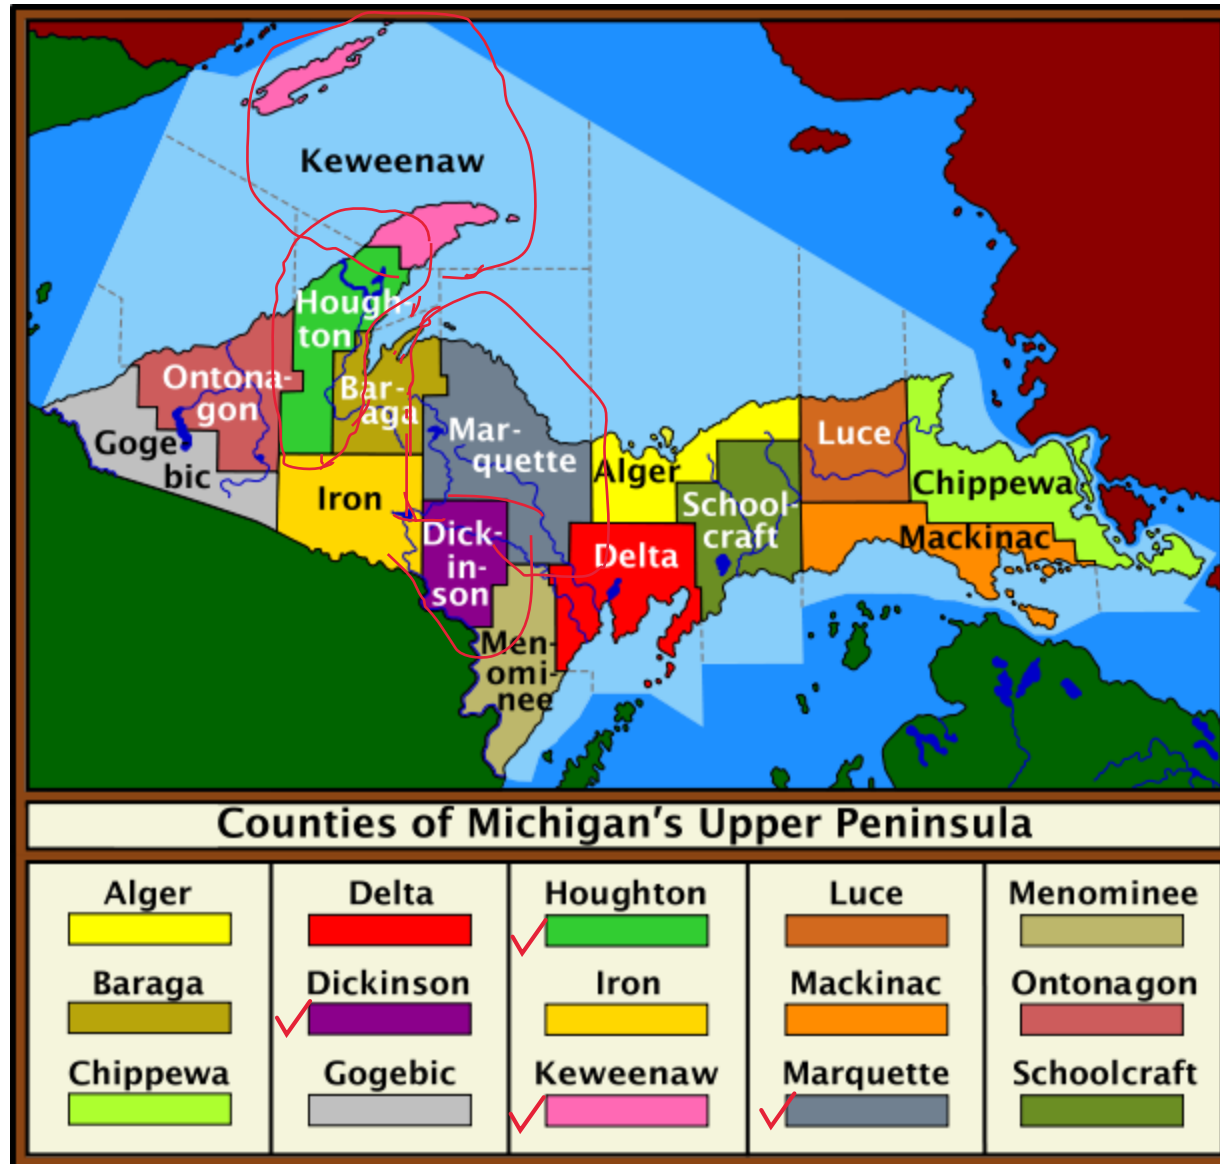 Keweenaw
Hough-
ton
Ontona-
gon
Bar-
aga
Mar-
quette
Luce
Goge-
bic
Alger
Chippewa
Iron
School-
craft
Dick-
in-
son
Delta
Mackinac
Men-
omi-
nee
Counties of Michigan's Upper Peninsula
Alger
Delta
Houghton
Luce
Menominee
Baraga
Dickinson
Iron
Mackinac
Ontonagon
Chippewa
Gogebic
Keweenaw
Marquette
Schoolcraft